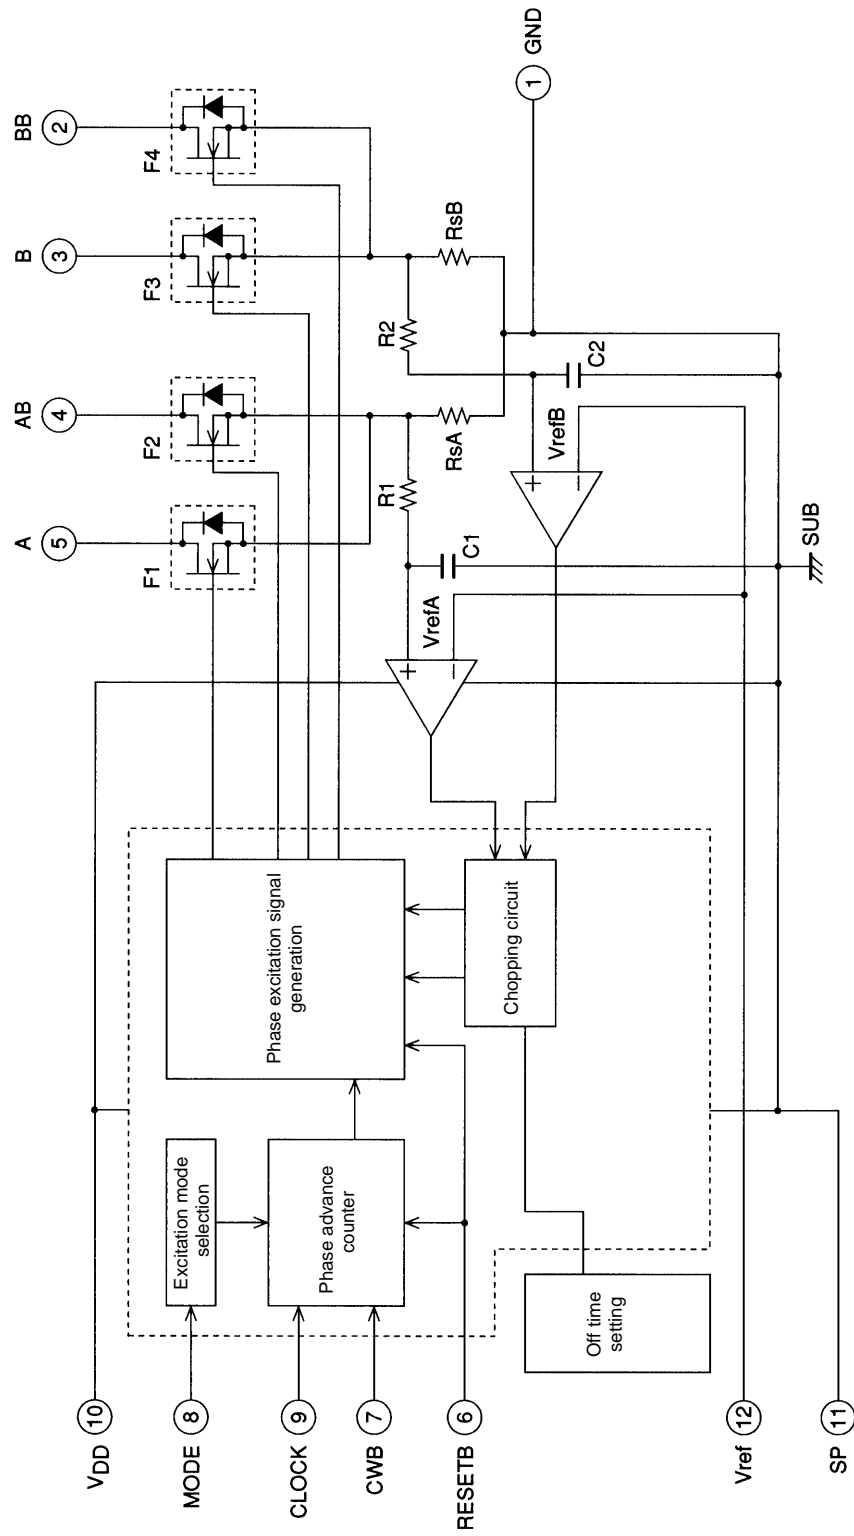 VDD 10
MODE 8
CLOCK 9
CWB 7
RESETB 6
Vref 12
SP 11
Excitation mode
selection
Phase advance
counter
Phase excitation signal
generation
Chopping circuit
Off time
setting
A 5
AB 4
B 3
BB 2
F1
F2
F3
F4
R1
R2
RsA
RsB
C1
C2
VrefA
+
−
VrefB
+
−
SUB
1 GND